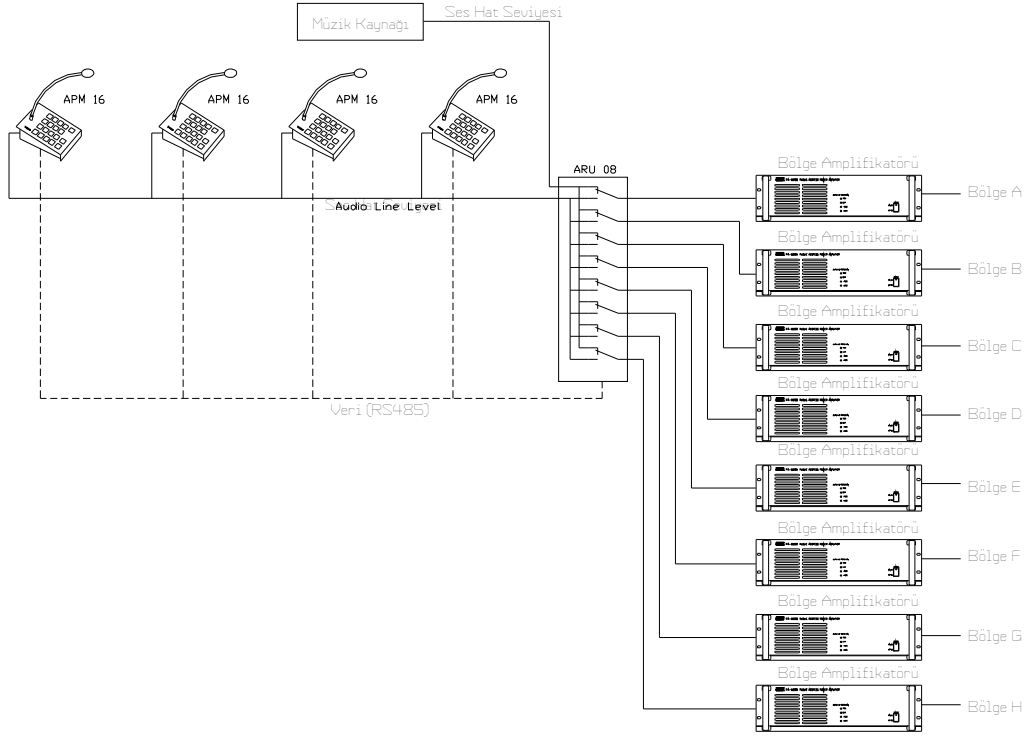 Müzik Kaynağı
Ses Hat Seviyesi
APM 16
APM 16
APM 16
APM 16
ARU 08
Audio Line Level
Veri (RS485)
Bölge Amplifikatörü
Bölge A
Bölge Amplifikatörü
Bölge B
Bölge Amplifikatörü
Bölge C
Bölge Amplifikatörü
Bölge D
Bölge Amplifikatörü
Bölge E
Bölge Amplifikatörü
Bölge F
Bölge Amplifikatörü
Bölge G
Bölge Amplifikatörü
Bölge H